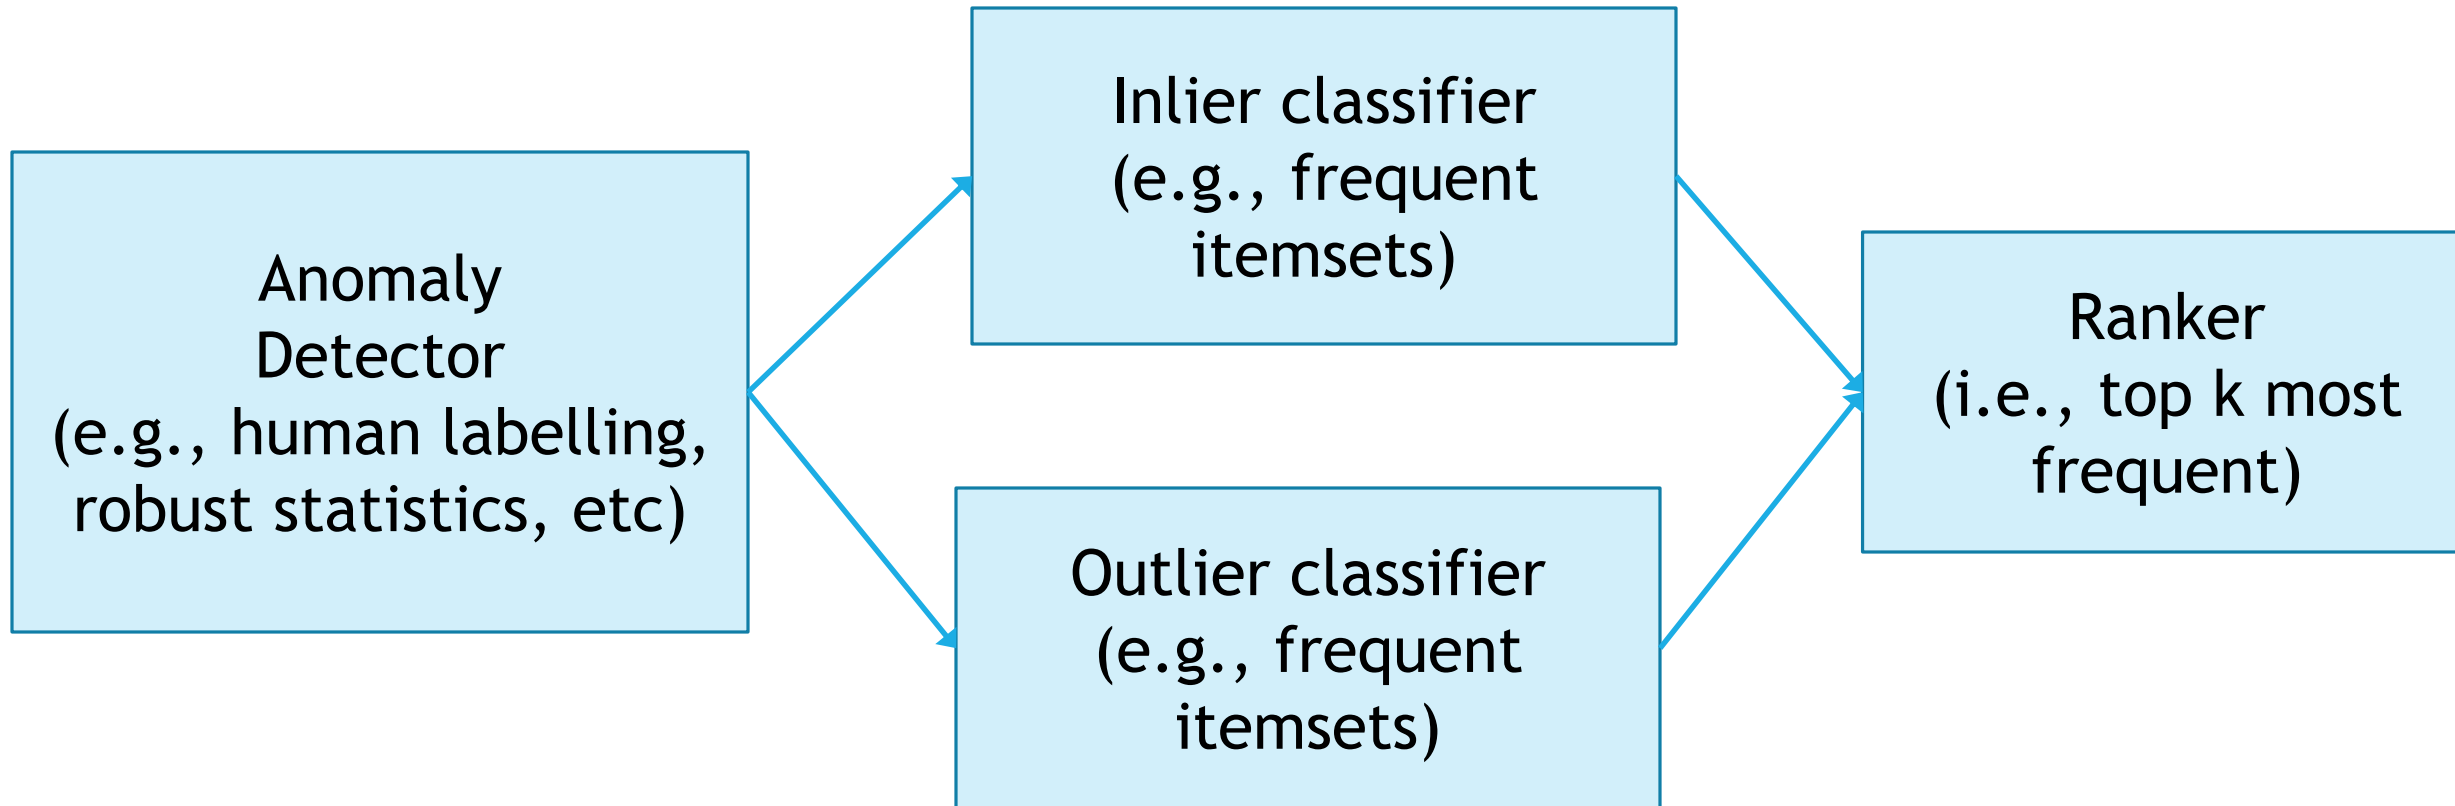 Anomaly
Detector
(e.g., human labelling,
robust statistics, etc)
Inlier classifier
(e.g., frequent
itemsets)
Outlier classifier
(e.g., frequent
itemsets)
Ranker
(i.e., top k most
frequent)